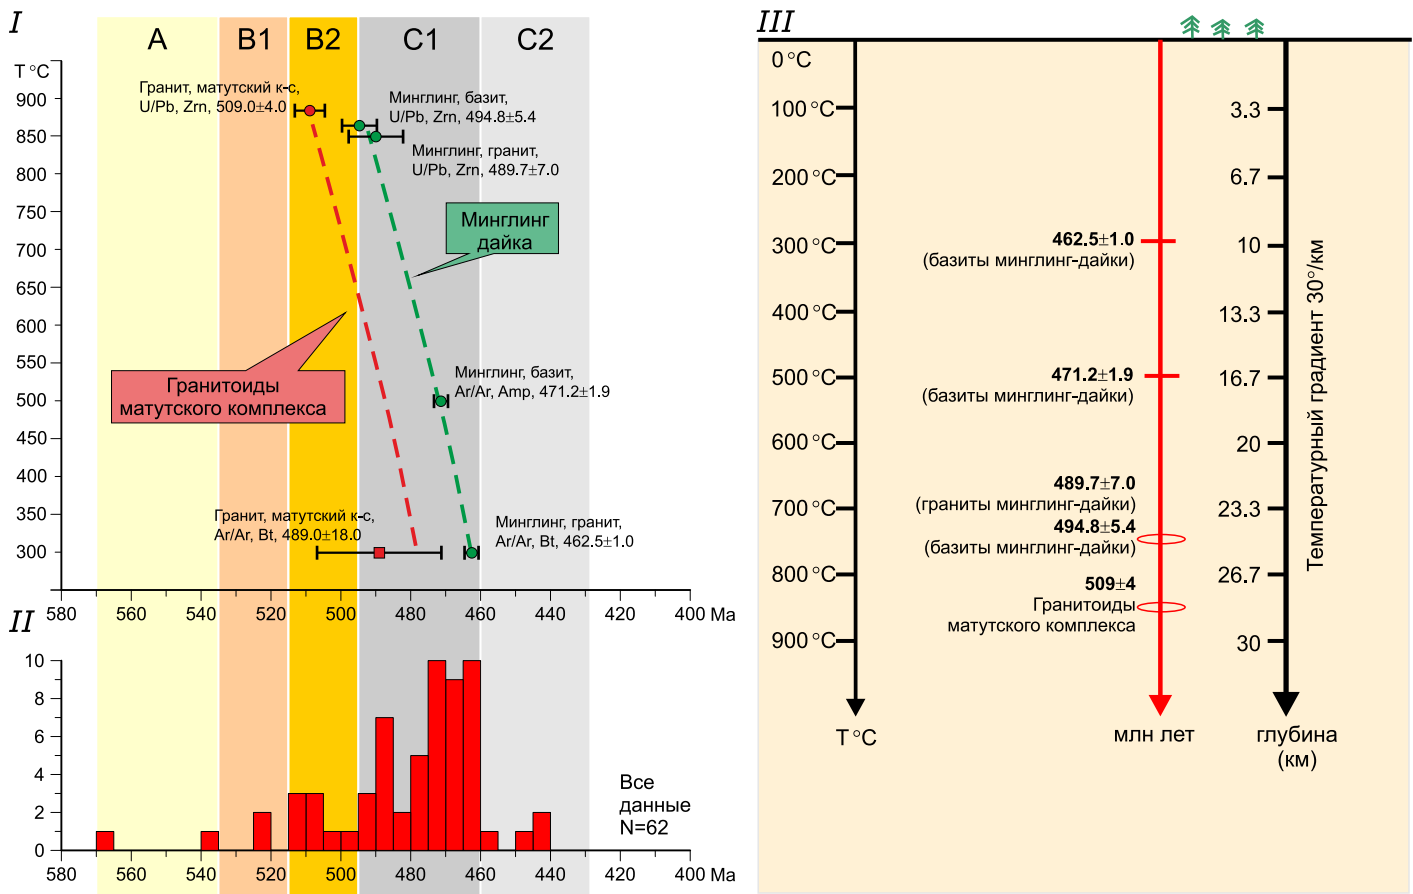 I
A
B1
B2
C1
C2
T °C
900
850
800
750
700
650
600
550
500
450
400
350
300
Гранит, матутский к-с,
U/Pb, Zrn, 509.0±4.0
Минглинг, базит,
U/Pb, Zrn, 494.8±5.4
Минглинг, гранит,
U/Pb, Zrn, 489.7±7.0
Минглинг
дайка
Гранитоиды
матутского комплекса
Минглинг, базит,
Ar/Ar, Amp, 471.2±1.9
Гранит, матутский к-с,
Ar/Ar, Bt, 489.0±18.0
Минглинг, гранит,
Ar/Ar, Bt, 462.5±1.0
580
560
540
520
500
480
460
440
420
400 Ma
II
10
8
6
4
2
0
Все
данные
N=62
580
560
540
520
500
480
460
440
420
400 Ma
III
0°C
100°C
200°C
300°C
400°C
500°C
600°C
700°C
800°C
900°C
T°C
462.5±1.0
(базиты минглинг-дайки)
471.2±1.9
(базиты минглинг-дайки)
489.7±7.0
(граниты минглинг-дайки)
494.8±5.4
(базиты минглинг-дайки)
509±4
Гранитоиды
матутского комплекса
млн лет
3.3
6.7
10
13.3
16.7
20
23.3
26.7
30
глубина
(км)
Температурный градиент 30°/км